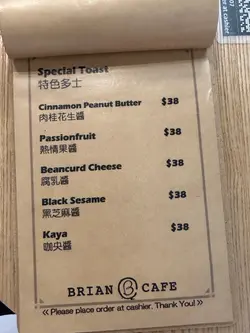 Special Toast
特色多士
Cinnamon Peanut Butter $38
肉桂花生醬
Passionfruit $38
熱情果醬
Beancurd Cheese $38
腐乳醬
Black Sesame $38
黑芝麻醬
Kaya $38
咖央醬
BRIAN B CAFE
<< Please place order at cashier. Thank You! >>